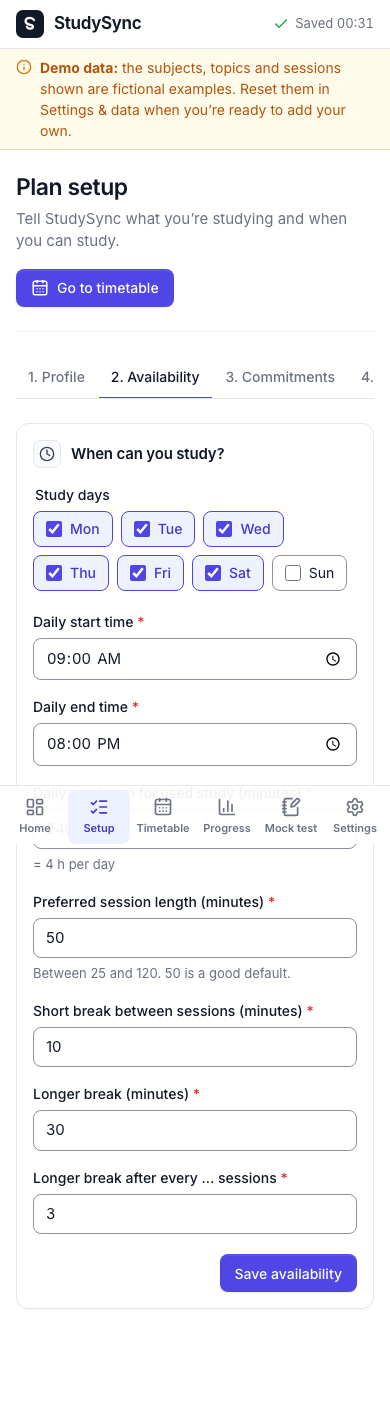 StudySync
Saved 00:31
Demo data: the subjects, topics and sessions
shown are fictional examples. Reset them in
Settings & data when you're ready to add your
own.
Plan setup
Tell StudySync what you're studying and when
you can study.
Go to timetable
1. Profile
2. Availability
3. Commitments
4.
When can you study?
Study days
Mon
Tue
Wed
Thu
Fri
Sat
Sun
Daily start time *
09:00 AM
Daily end time *
08:00 PM
focused study (minutes) *
Home
Setup
Timetable
Progress
Mock test
Settings
= 4 h per day
Preferred session length (minutes) *
50
Between 25 and 120. 50 is a good default.
Short break between sessions (minutes) *
10
Longer break (minutes) *
30
Longer break after every ... sessions *
3
Save availability